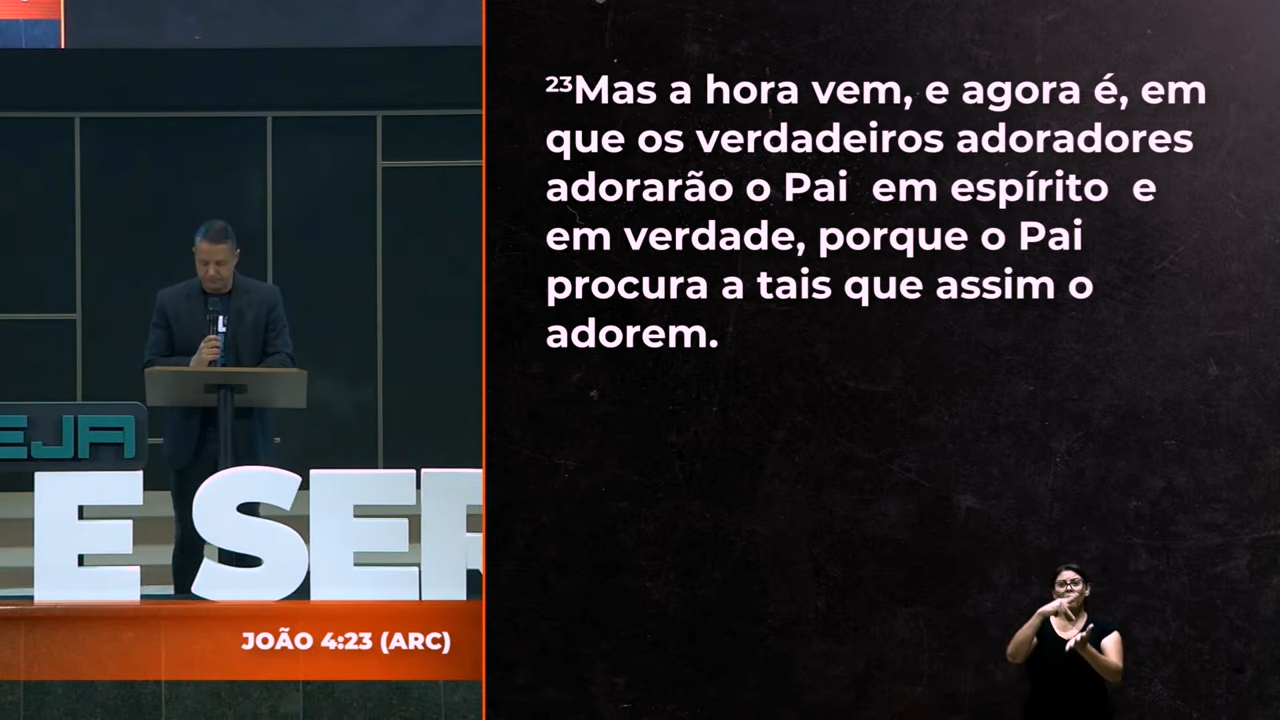 ²³Mas a hora vem, e agora é, em
que os verdadeiros adoradores
adorarão o Pai em espírito e
em verdade, porque o Pai
procura a tais que assim o
adorem.
EJA
E SER
JOÃO 4:23 (ARC)